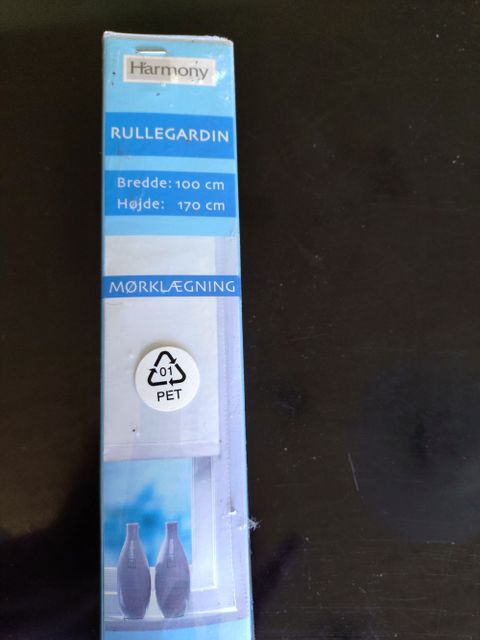 Harmony
RULLEGARDIN
Bredde: 100 cm
Højde: 170 cm
MØRKLÆGNING
01
PET